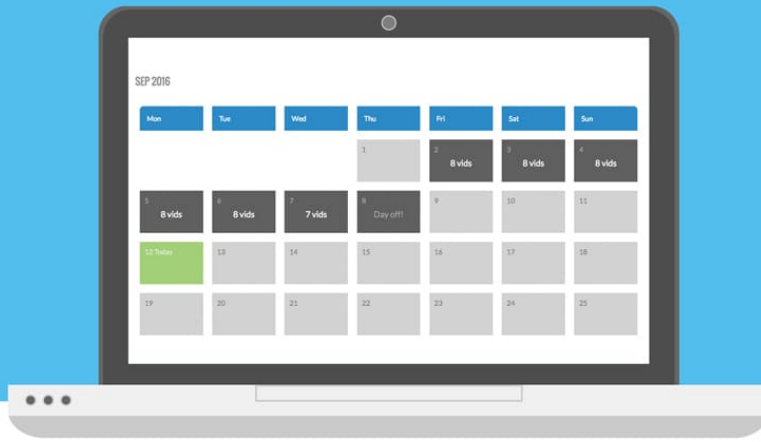 SEP 2016
Mon Tue Wed Thu Fri Sat Sun
1 2 3 4
8 vids 8 vids 8 vids
5 6 7 8 9 10 11
8 vids 8 vids 7 vids Day off!
12 Today 13 14 15 16 17 18
19 20 21 22 23 24 25